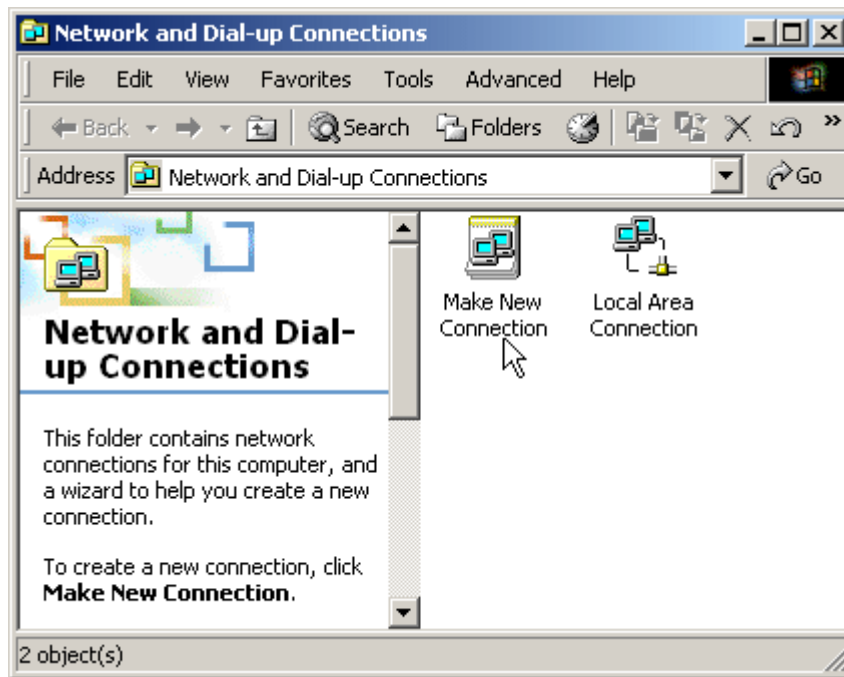 Network and Dial-up Connections
File Edit View Favorites Tools Advanced Help
Back Search Folders »
Address Network and Dial-up Connections Go
Network and Dial-
up Connections
This folder contains network
connections for this computer, and
a wizard to help you create a new
connection.
To create a new connection, click
Make New Connection.
Make New
Connection
Local Area
Connection
2 object(s)